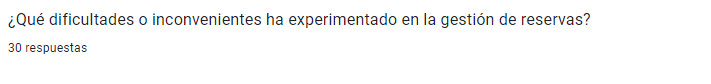 ¿Qué dificultades o inconvenientes ha experimentado en la gestión de reservas?
30 respuestas